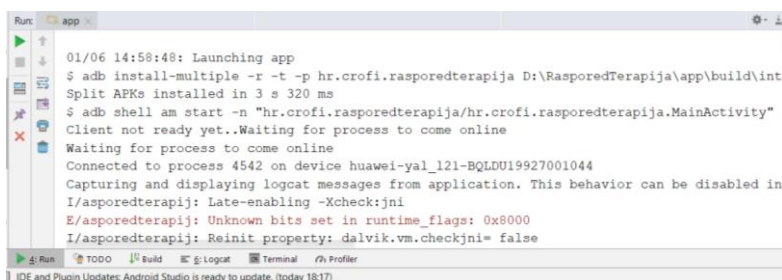 Run: app
01/06 14:58:48: Launching app
$ adb install-multiple -r -t -p hr.crofi.rasporedterapija D:\RasporedTerapija\app\build\int
Split APKs installed in 3 s 320 ms
$ adb shell am start -n "hr.crofi.rasporedterapija/hr.crofi.rasporedterapija.MainActivity"
Client not ready yet..Waiting for process to come online
Waiting for process to come online
Connected to process 4542 on device huawei-yal_l21-BQLDU19927001044
Capturing and displaying logcat messages from application. This behavior can be disabled in
I/asporedterapij: Late-enabling -Xcheck:jni
E/asporedterapij: Unknown bits set in runtime_flags: 0x8000
I/asporedterapij: Reinit property: dalvik.vm.checkjni= false
4: Run TODO Build 6: Logcat Terminal Profiler
IDE and Plugin Updates: Android Studio is ready to update. (today 18:17)